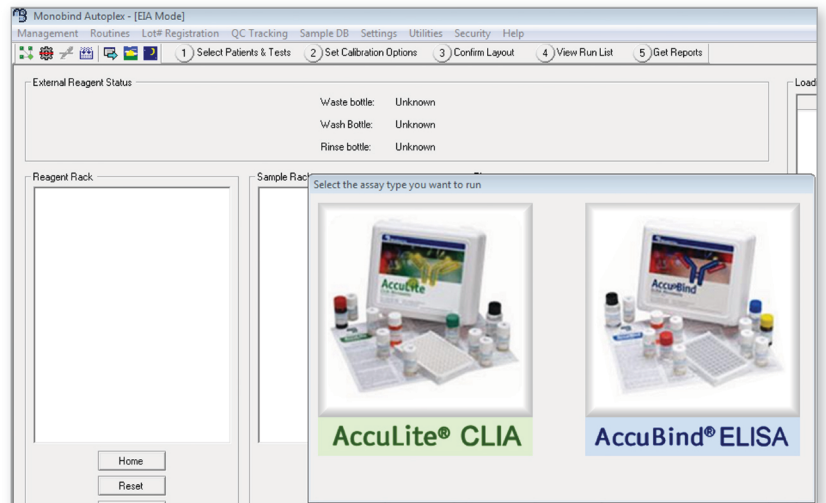 Monobind Autoplex - [EIA Mode]
Management Routines Lot# Registration QC Tracking Sample DB Settings Utilities Security Help
1 Select Patients & Tests 2 Set Calibration Options 3 Confirm Layout 4 View Run List 5 Get Reports
External Reagent Status
Load
Waste bottle: Unknown
Wash Bottle: Unknown
Rinse bottle: Unknown
Reagent Rack
Sample Rac
Select the assay type you want to run
AccuLite
AccuBind
AccuLite® CLIA
AccuBind® ELISA
Home
Reset